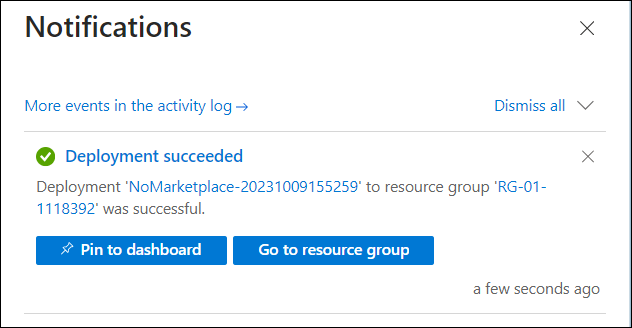 Notifications
More events in the activity log →
Dismiss all
Deployment succeeded
Deployment 'NoMarketplace-20231009155259' to resource group 'RG-01-
1118392' was successful.
Pin to dashboard
Go to resource group
a few seconds ago